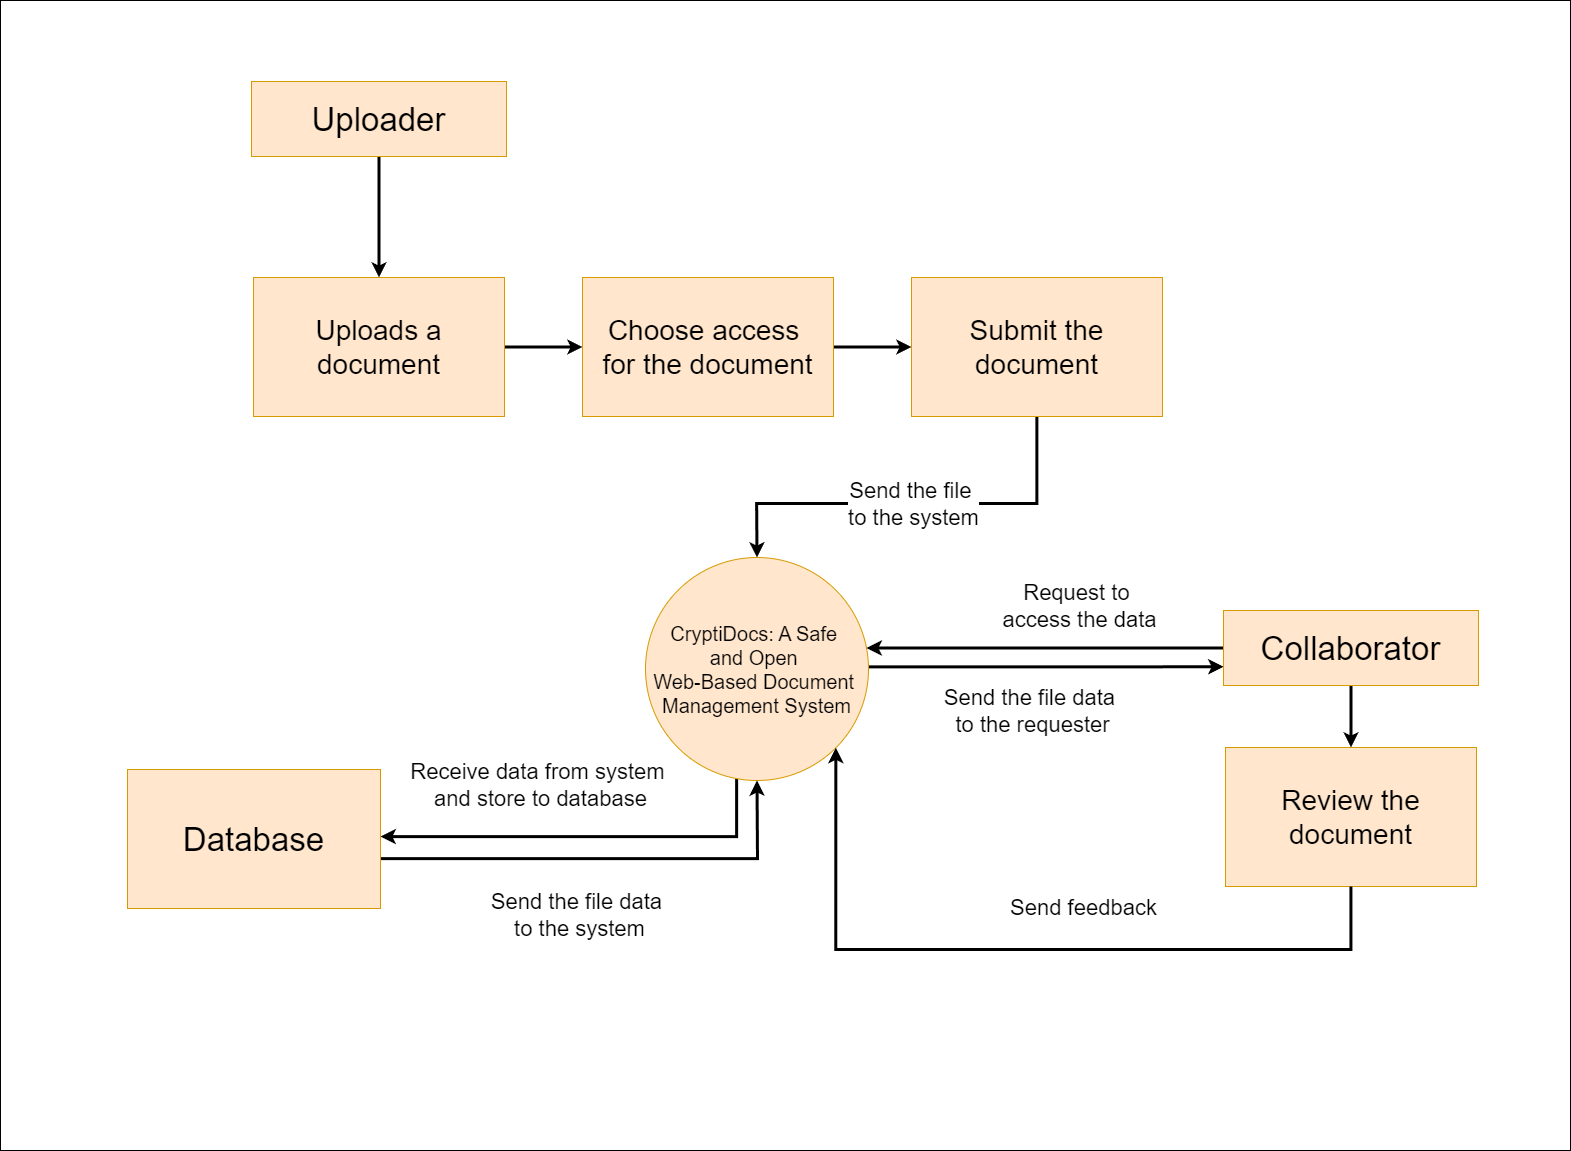 Uploader
Uploads a
document
Choose access
for the document
Submit the
document
Send the file
to the system
CryptiDocs: A Safe
and Open
Web-Based Document
Management System
Request to
access the data
Collaborator
Send the file data
to the requester
Review the
document
Receive data from system
and store to database
Database
Send the file data
to the system
Send feedback